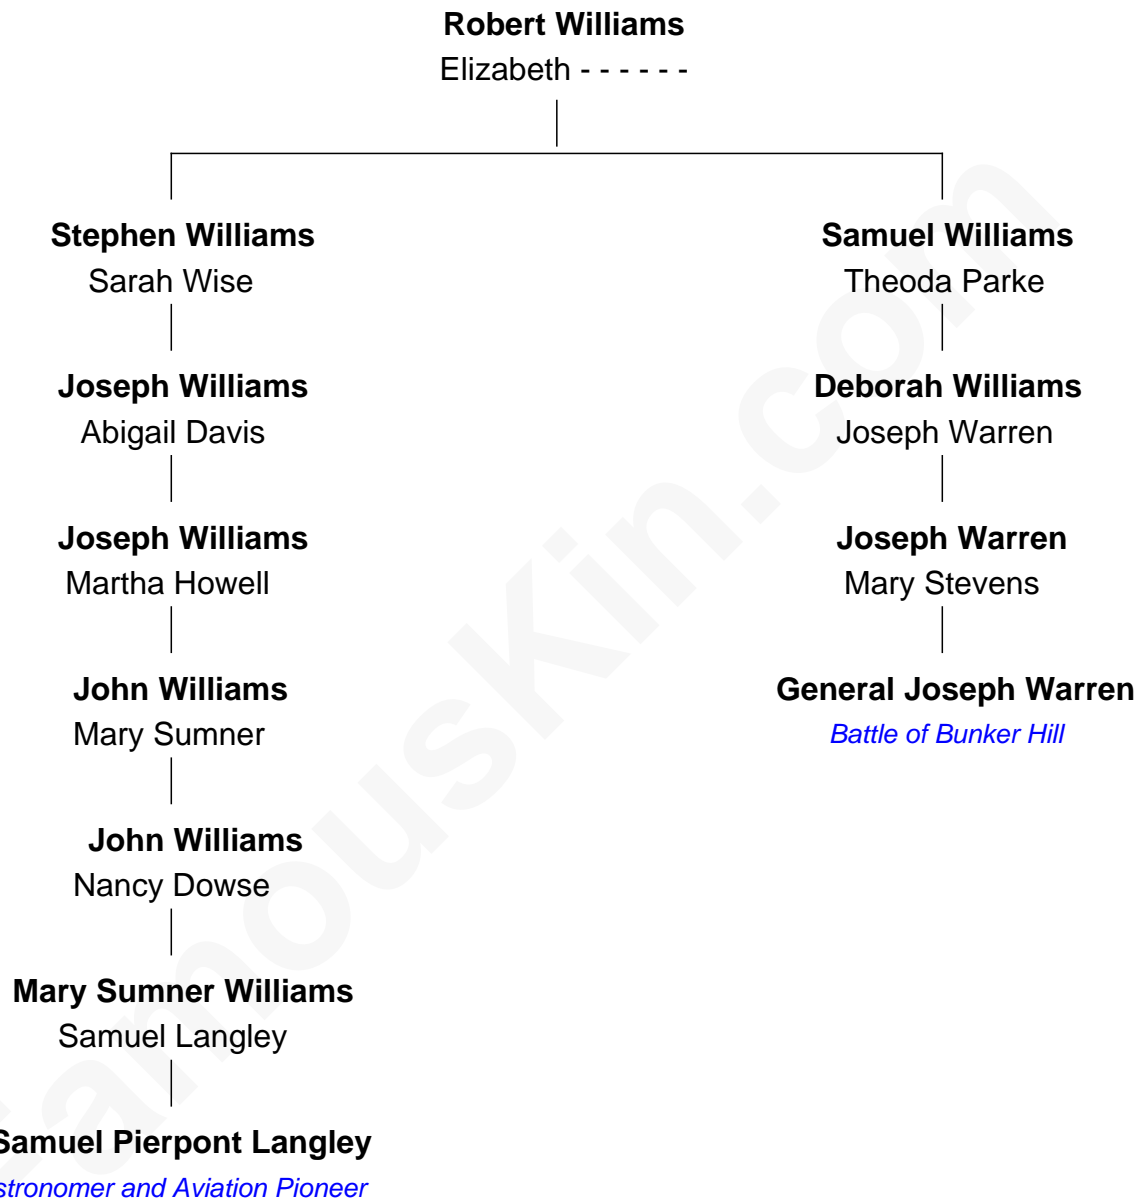 Robert Williams
Elizabeth - - - - - -
Stephen Williams
Sarah Wise
Samuel Williams
Theoda Parke
Joseph Williams
Abigail Davis
Deborah Williams
Joseph Warren
Joseph Williams
Martha Howell
Joseph Warren
Mary Stevens
John Williams
Mary Sumner
General Joseph Warren
Battle of Bunker Hill
John Williams
Nancy Dowse
Mary Sumner Williams
Samuel Langley
Samuel Pierpont Langley
stronomer and Aviation Pioneer
FamousKin.com